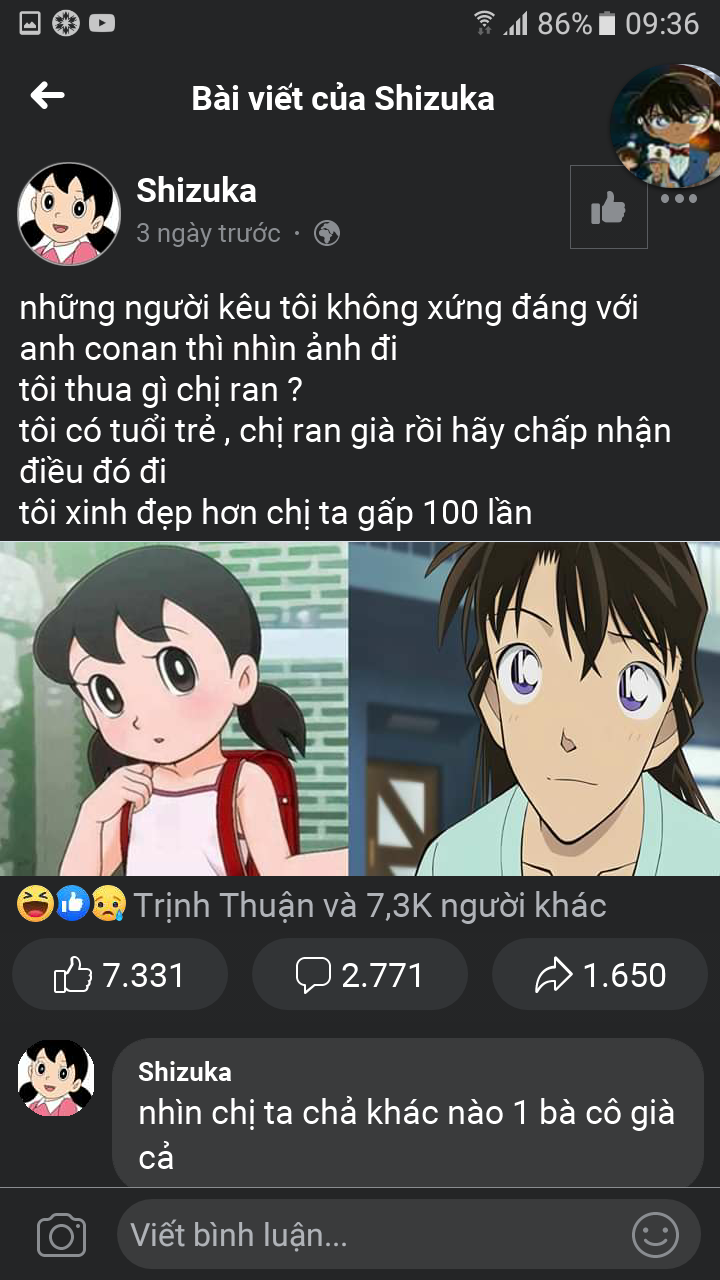 86% 09:36
Bài viết của Shizuka
Shizuka
3 ngày trước ·
những người kêu tôi không xứng đáng với
anh conan thì nhìn ảnh đi
tôi thua gì chị ran ?
tôi có tuổi trẻ , chị ran già rồi hãy chấp nhận
điều đó đi
tôi xinh đẹp hơn chị ta gấp 100 lần
Trịnh Thuận và 7,3K người khác
7.331 2.771 1.650
Shizuka
nhìn chị ta chả khác nào 1 bà cô già
cả
Viết bình luận...